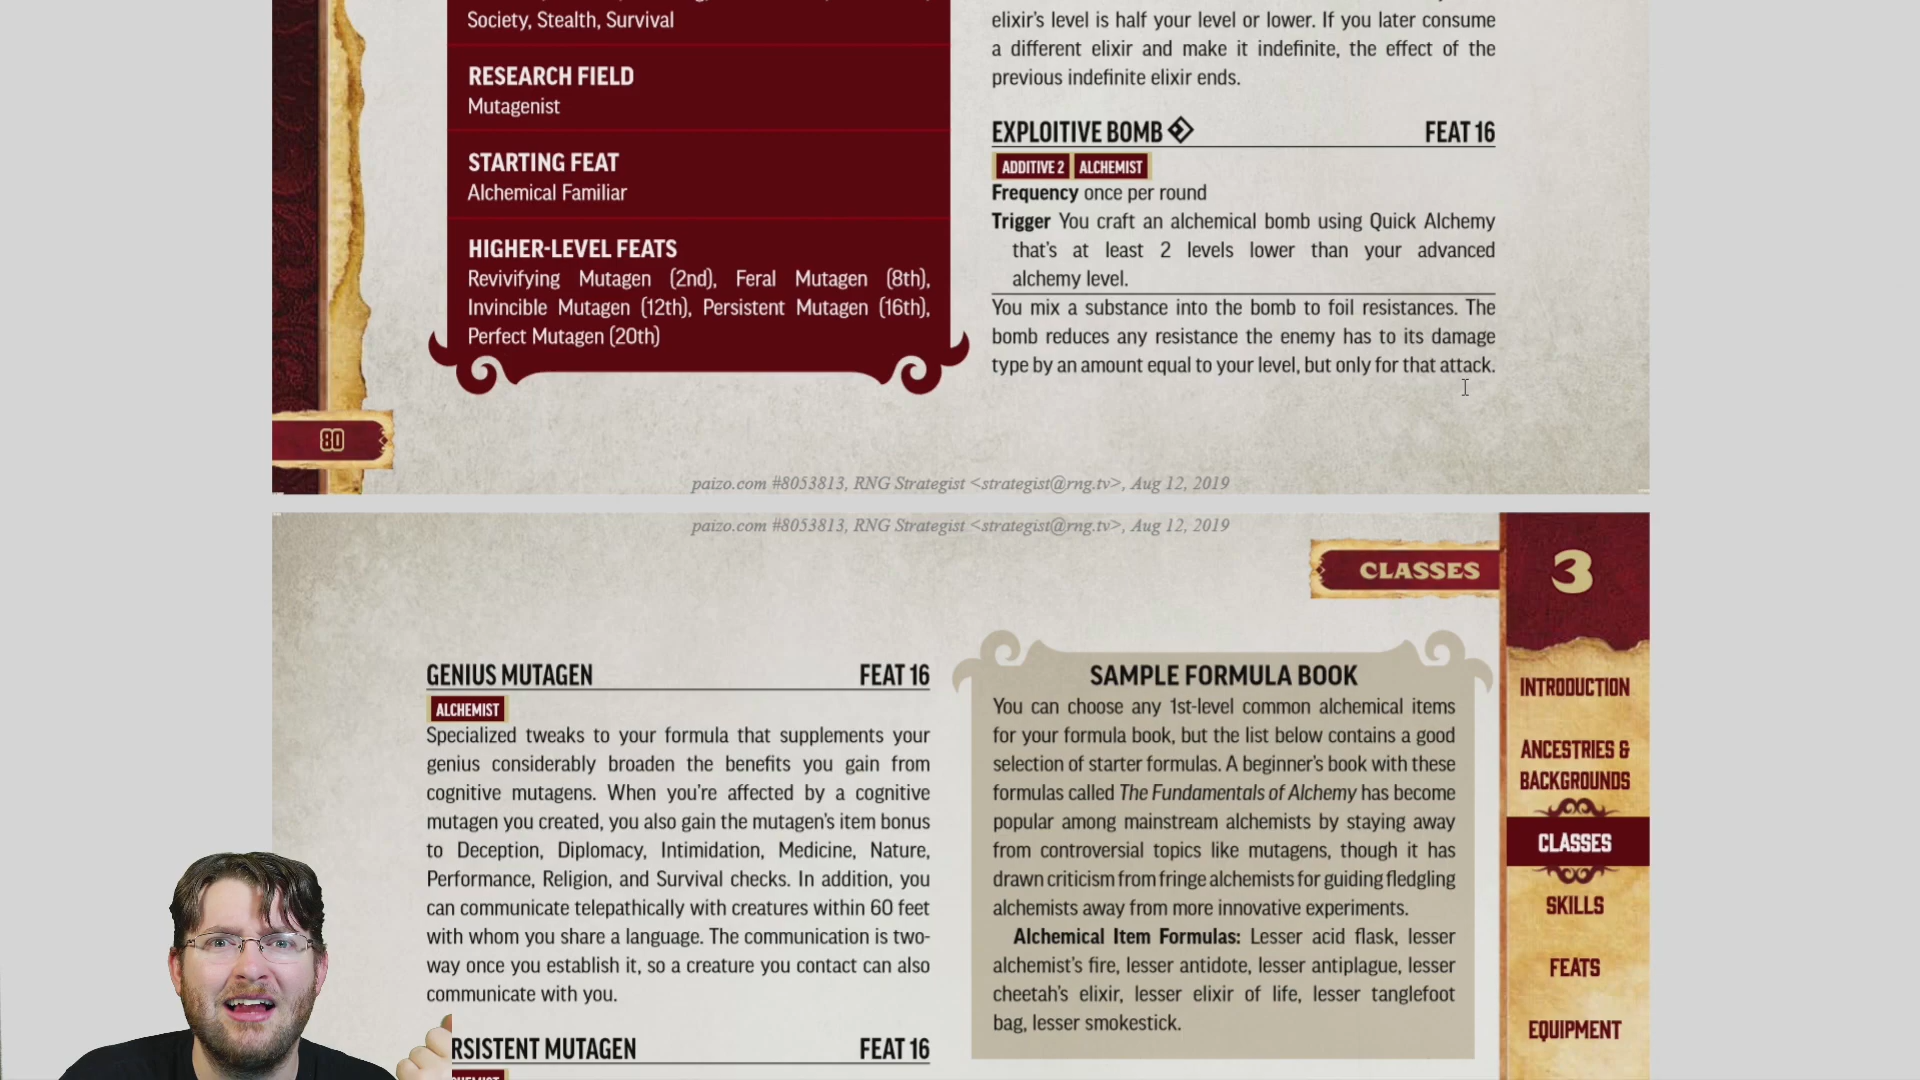 Society, Stealth, Survival
RESEARCH FIELD
Mutagenist
STARTING FEAT
Alchemical Familiar
HIGHER-LEVEL FEATS
Revivifying Mutagen (2nd), Feral Mutagen (8th),
Invincible Mutagen (12th), Persistent Mutagen (16th),
Perfect Mutagen (20th)
80
elixir's level is half your level or lower. If you later consume
a different elixir and make it indefinite, the effect of the
previous indefinite elixir ends.
EXPLOITIVE BOMB FEAT 16
ADDITIVE 2 ALCHEMIST
Frequency once per round
Trigger You craft an alchemical bomb using Quick Alchemy
that's at least 2 levels lower than your advanced
alchemy level.
You mix a substance into the bomb to foil resistances. The
bomb reduces any resistance the enemy has to its damage
type by an amount equal to your level, but only for that attack.
paizo.com #8053813, RNG Strategist <strategist@rng.tv>, Aug 12, 2019
paizo.com #8053813, RNG Strategist <strategist@rng.tv>, Aug 12, 2019
CLASSES
3
GENIUS MUTAGEN FEAT 16
ALCHEMIST
Specialized tweaks to your formula that supplements your
genius considerably broaden the benefits you gain from
cognitive mutagens. When you're affected by a cognitive
mutagen you created, you also gain the mutagen's item bonus
to Deception, Diplomacy, Intimidation, Medicine, Nature,
Performance, Religion, and Survival checks. In addition, you
can communicate telepathically with creatures within 60 feet
with whom you share a language. The communication is two-
way once you establish it, so a creature you contact can also
communicate with you.
RSISTENT MUTAGEN FEAT 16
SAMPLE FORMULA BOOK
You can choose any 1st-level common alchemical items
for your formula book, but the list below contains a good
selection of starter formulas. A beginner's book with these
formulas called The Fundamentals of Alchemy has become
popular among mainstream alchemists by staying away
from controversial topics like mutagens, though it has
drawn criticism from fringe alchemists for guiding fledgling
alchemists away from more innovative experiments.
Alchemical Item Formulas: Lesser acid flask, lesser
alchemist's fire, lesser antidote, lesser antiplague, lesser
cheetah's elixir, lesser elixir of life, lesser tanglefoot
bag, lesser smokestick.
INTRODUCTION
ANCESTRIES &
BACKGROUNDS
CLASSES
SKILLS
FEATS
EQUIPMENT